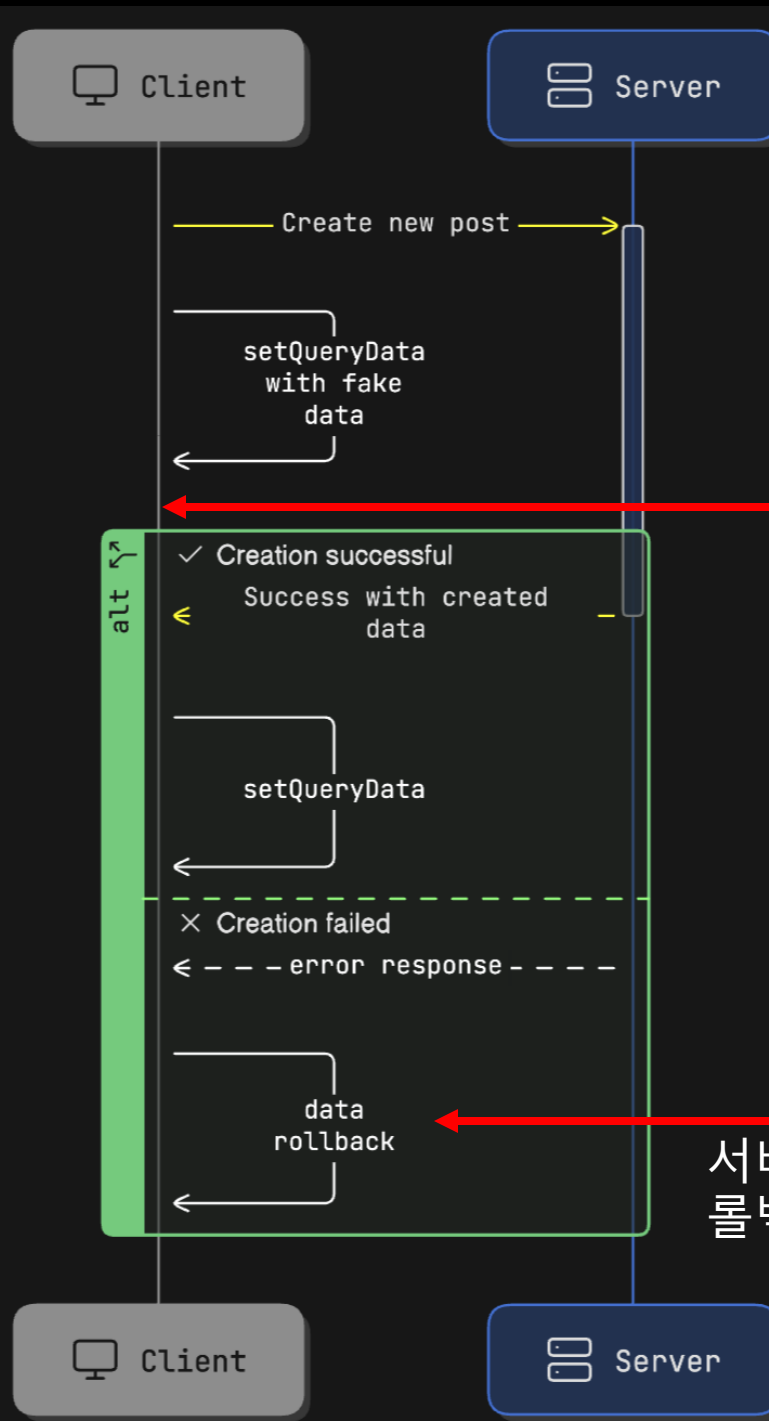 Client
Server
Create new post
setQueryData
with fake
data
Creation successful
alt
Success with created
data
setQueryData
Creation failed
error response
data
rollback
Client
Server